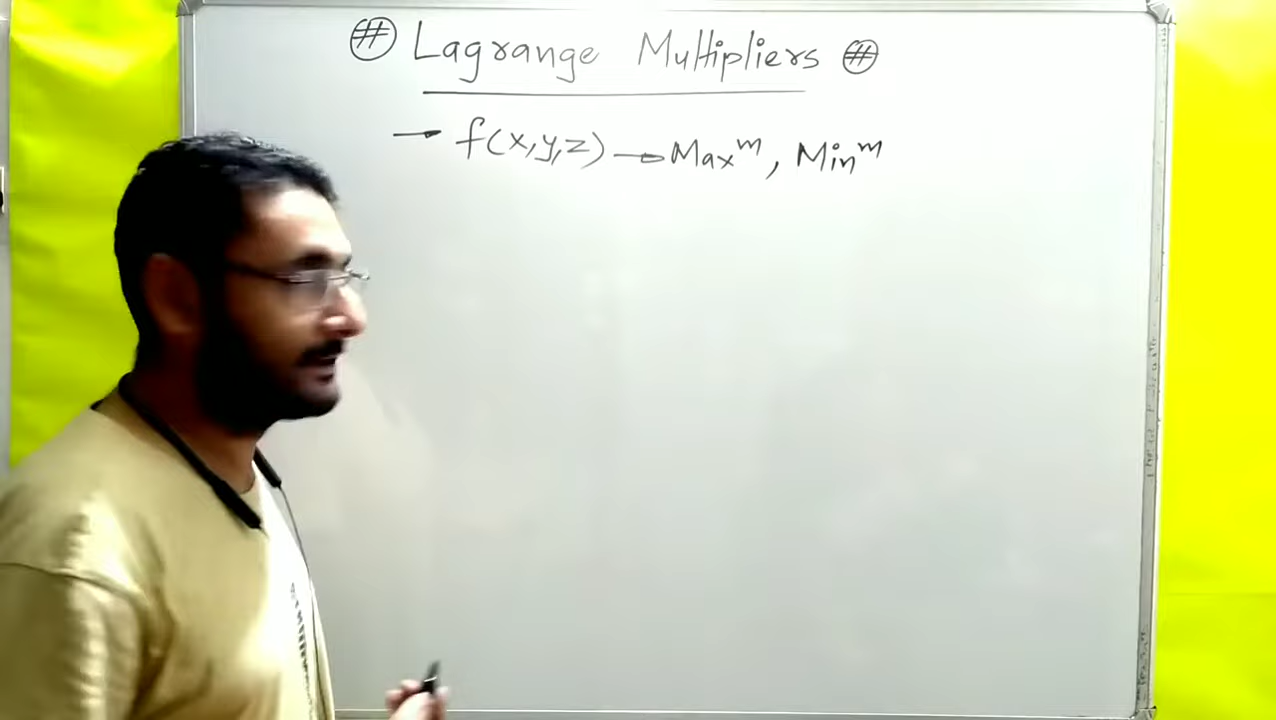 # Lagrange Multipliers #
→ f(x,y,z) → Maxᵐ, Minᵐ